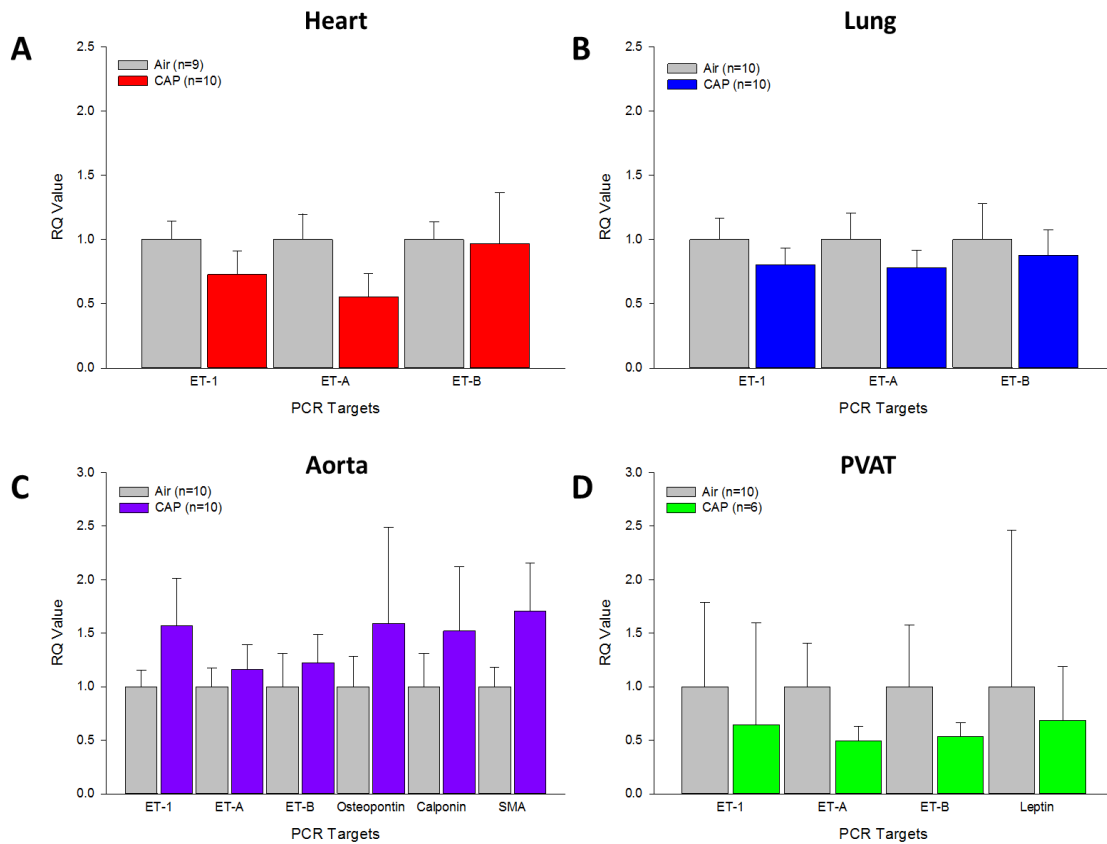 Heart
A
Air (n=9)
CAP (n=10)
2.5
2.0
1.5
1.0
0.5
0.0
RQ Value
ET-1 ET-A ET-B
PCR Targets
Lung
B
Air (n=10)
CAP (n=10)
2.5
2.0
1.5
1.0
0.5
0.0
RQ Value
ET-1 ET-A ET-B
PCR Targets
Aorta
C
Air (n=10)
CAP (n=10)
3.0
2.5
2.0
1.5
1.0
0.5
0.0
RQ Value
ET-1 ET-A ET-B Osteopontin Calponin SMA
PCR Targets
PVAT
D
Air (n=10)
CAP (n=6)
3.0
2.5
2.0
1.5
1.0
0.5
0.0
RQ Value
ET-1 ET-A ET-B Leptin
PCR Targets